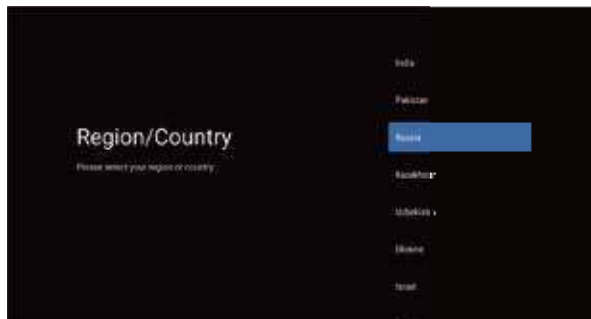 Region/Country
Please select your region or country.
India
Pakistan
Russia
Kazakhstan
Uzbekistan
Ukraine
Israel